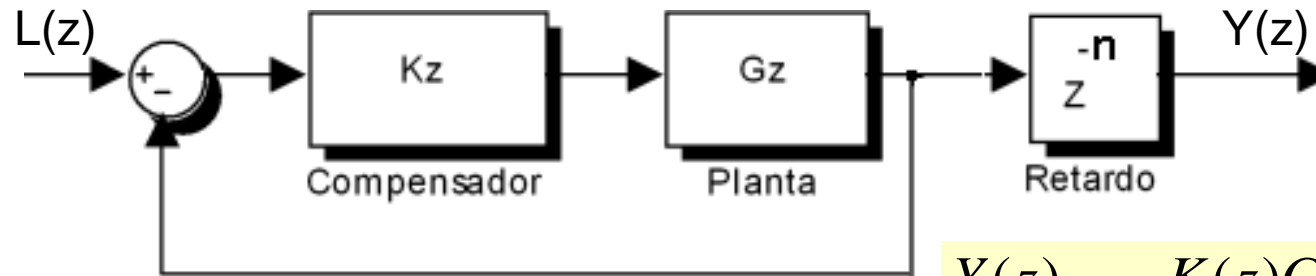 L(z)
+
−
Kz
Compensador
Gz
Planta
-n
Z
Retardo
Y(z)
Y(z) K(z)G